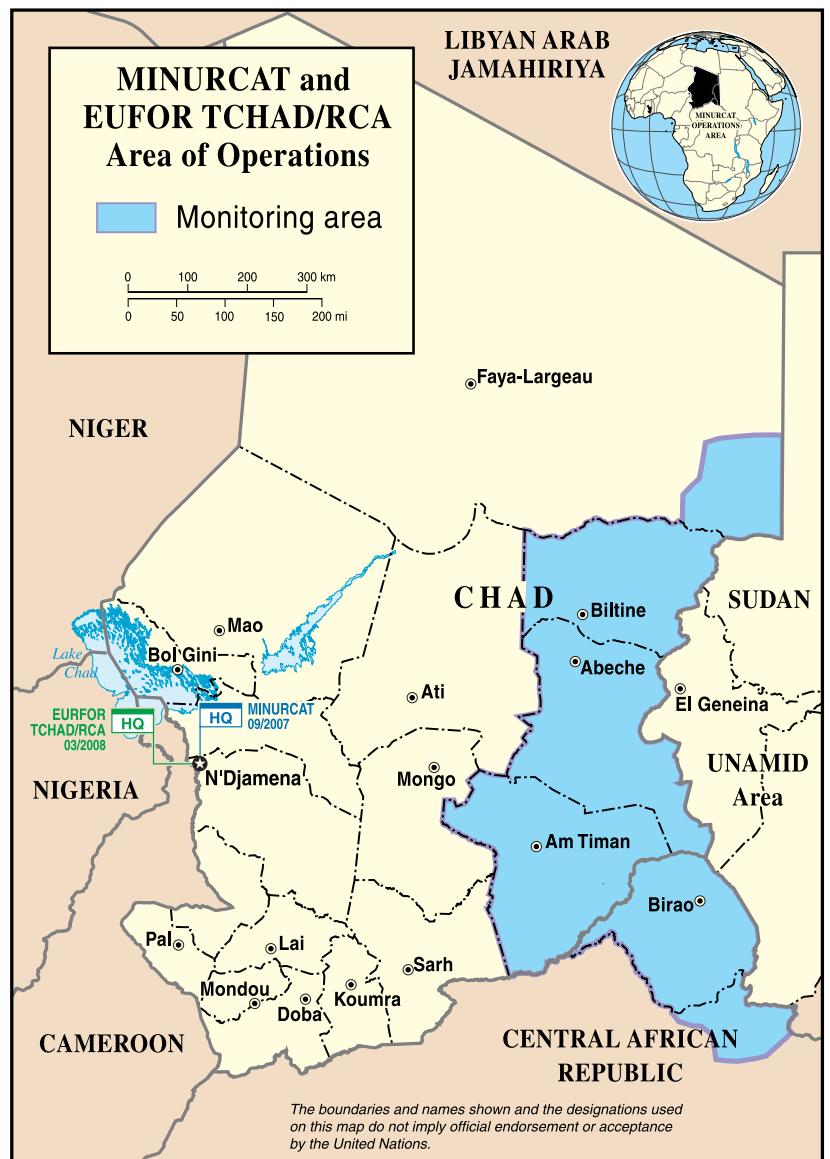 MINURCAT and
EUFOR TCHAD/RCA
Area of Operations
Monitoring area
0 100 200 300 km
0 50 100 150 200 mi
LIBYAN ARAB
JAMAHIRIYA
MINURCAT
OPERATIONS
AREA
Faya-Largeau
NIGER
CHAD
Biltine
SUDAN
Mao
Bol Gini
Lake
Chad
Abeche
Ati
El Geneina
EURFOR
TCHAD/RCA
03/2008
HQ
HQ
MINURCAT
09/2007
N'Djamena
Mongo
UNAMID
Area
NIGERIA
Am Timan
Birao
Pal
Lai
Sarh
Mondou
Doba
Koumra
CAMEROON
CENTRAL AFRICAN
REPUBLIC
The boundaries and names shown and the designations used
on this map do not imply official endorsement or acceptance
by the United Nations.